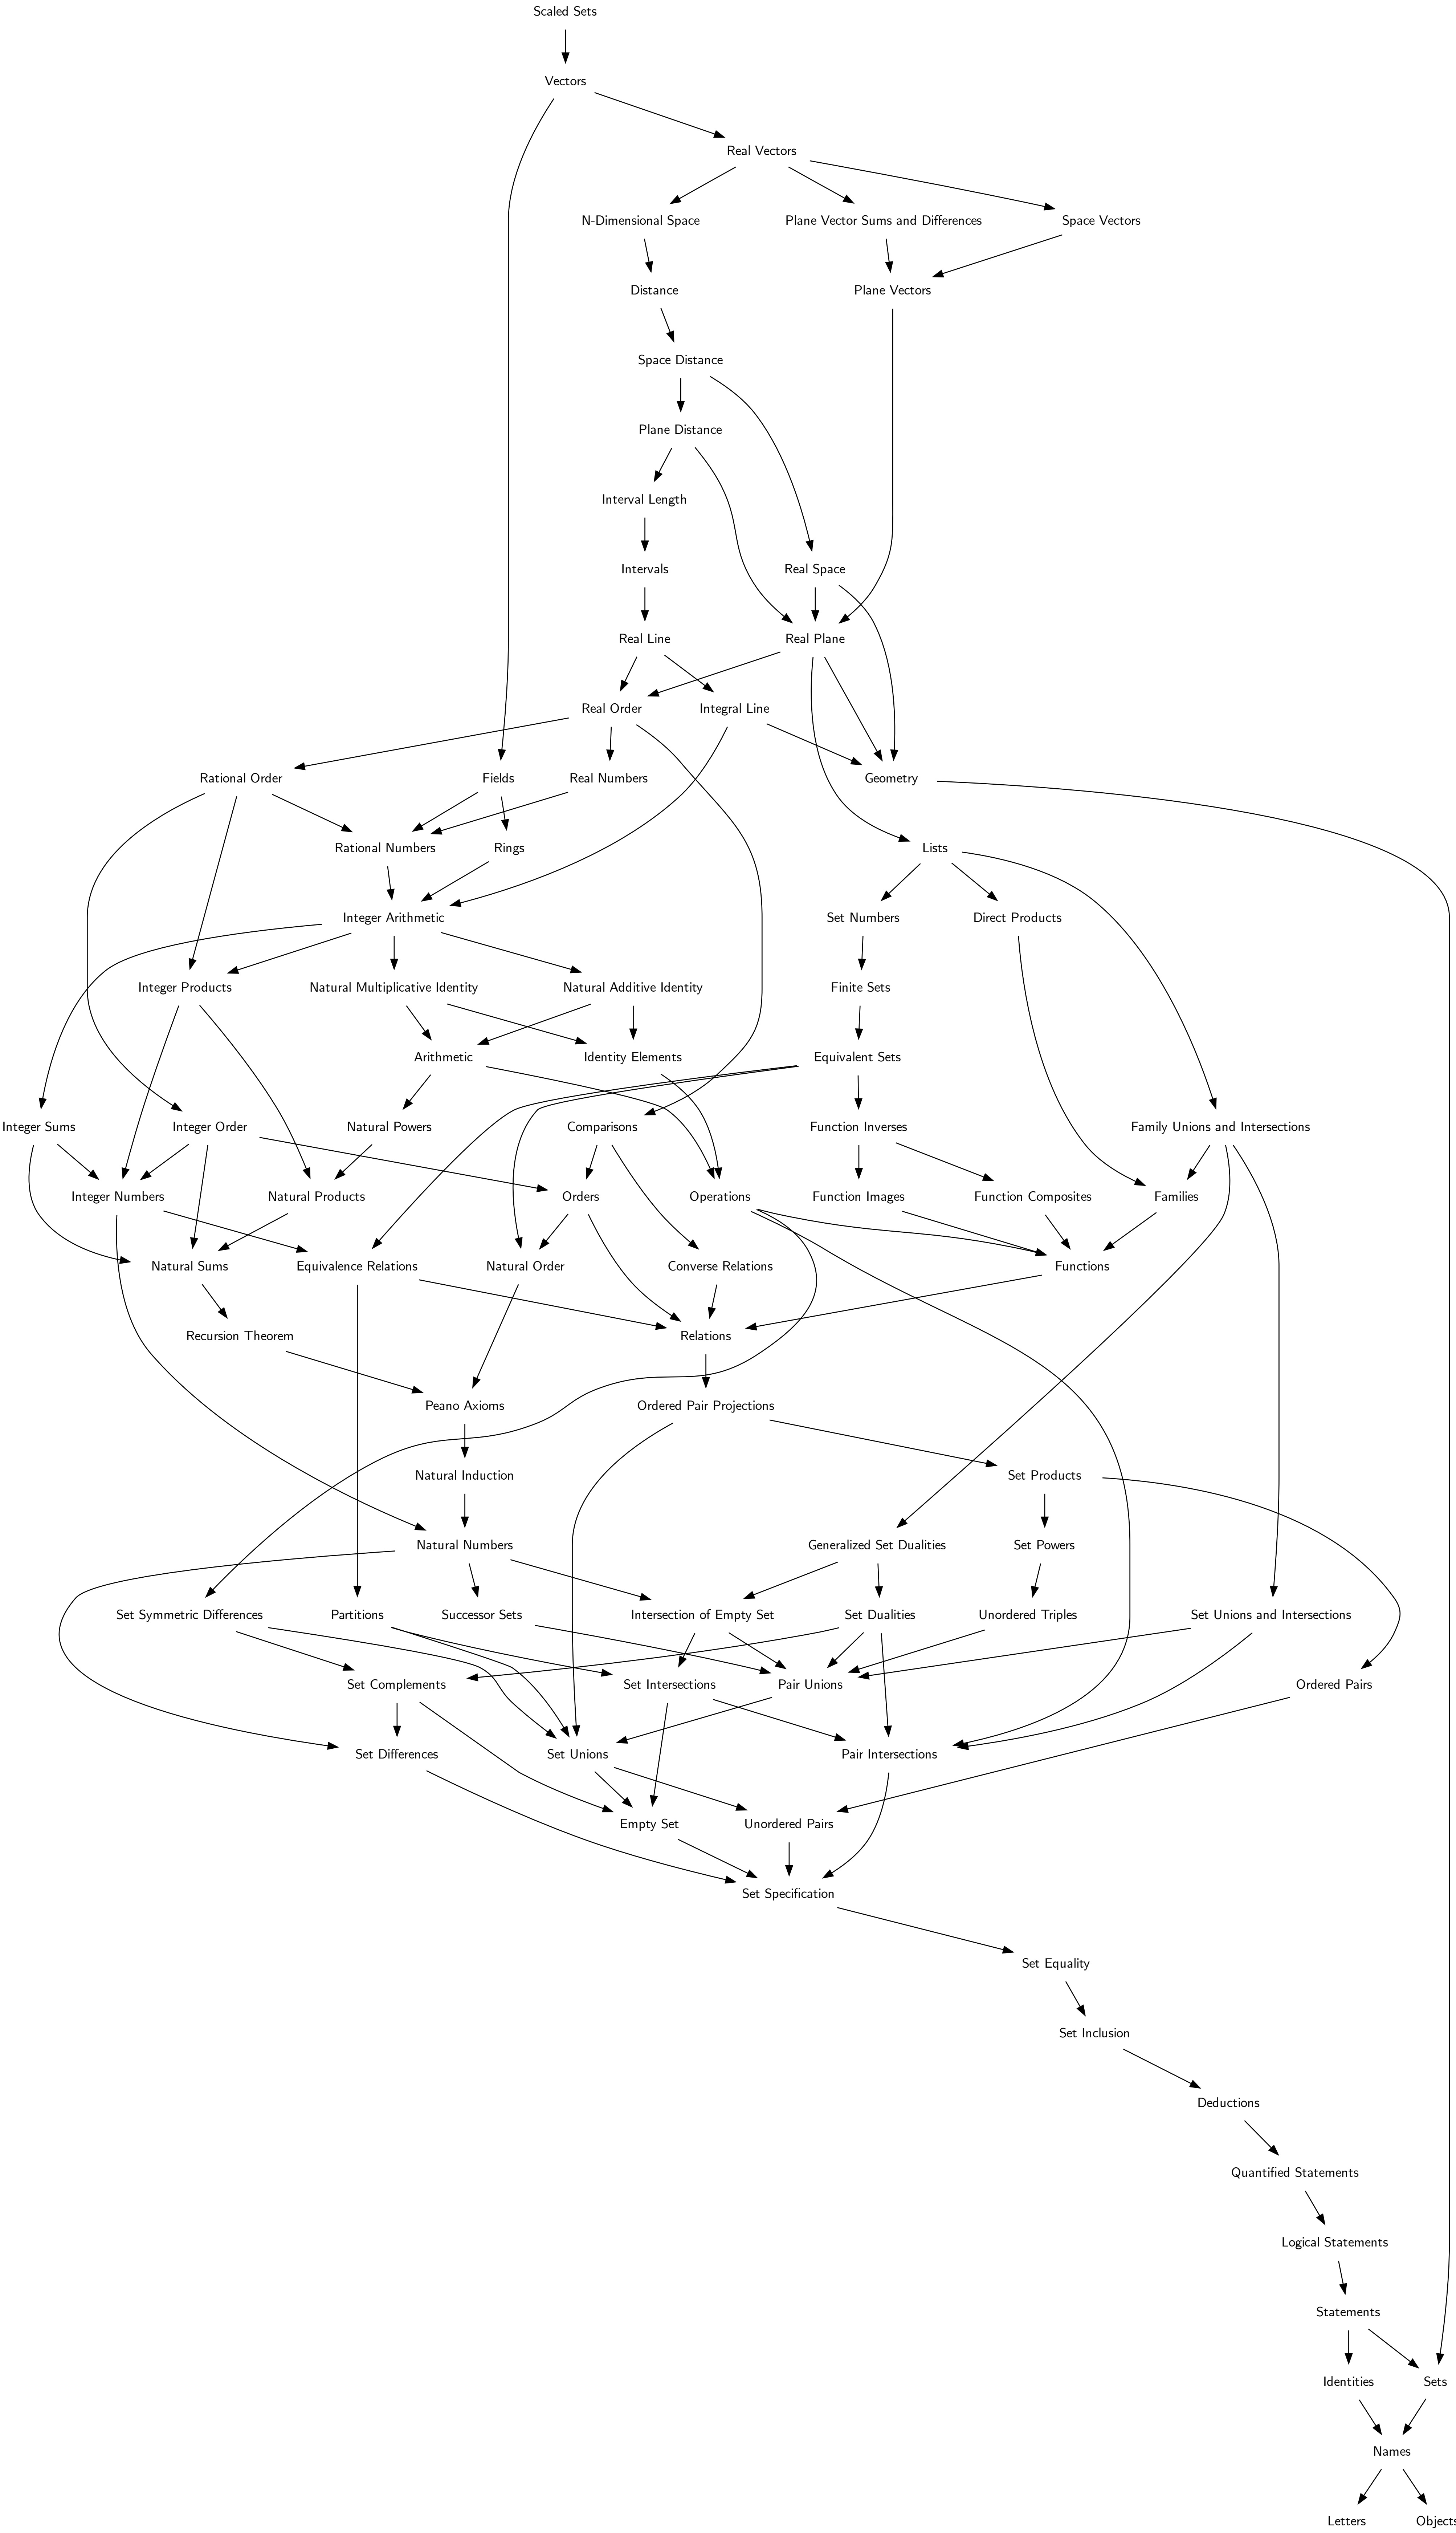 Scaled Sets
Vectors
Real Vectors
N-Dimensional Space
Plane Vector Sums and Differences
Space Vectors
Distance
Plane Vectors
Space Distance
Plane Distance
Interval Length
Intervals
Real Space
Real Line
Real Plane
Real Order
Integral Line
Rational Order
Fields
Real Numbers
Geometry
Rational Numbers
Rings
Lists
Integer Arithmetic
Set Numbers
Direct Products
Integer Products
Natural Multiplicative Identity
Natural Additive Identity
Finite Sets
Arithmetic
Identity Elements
Equivalent Sets
Integer Sums
Integer Order
Natural Powers
Comparisons
Function Inverses
Family Unions and Intersections
Integer Numbers
Natural Products
Orders
Operations
Function Images
Function Composites
Families
Natural Sums
Equivalence Relations
Natural Order
Converse Relations
Functions
Recursion Theorem
Relations
Peano Axioms
Ordered Pair Projections
Natural Induction
Set Products
Natural Numbers
Generalized Set Dualities
Set Powers
Set Symmetric Differences
Partitions
Successor Sets
Intersection of Empty Set
Set Dualities
Unordered Triples
Set Unions and Intersections
Set Complements
Set Intersections
Pair Unions
Ordered Pairs
Set Differences
Set Unions
Pair Intersections
Empty Set
Unordered Pairs
Set Specification
Set Equality
Set Inclusion
Deductions
Quantified Statements
Logical Statements
Statements
Identities
Sets
Names
Letters
Objects